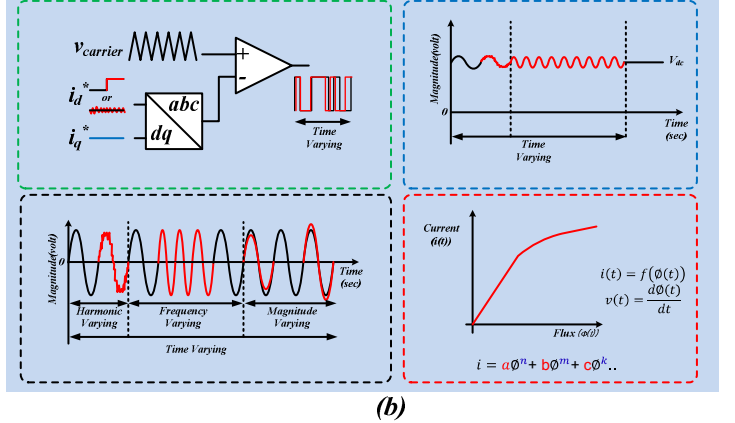 v_carrier
+
-
i_d*
or
i_q*
abc
dq
Time
Varying
Magnitude(volt)
0
V_dc
Time
(sec)
Time
Varying
Magnitude(volt)
0
Time
(sec)
Harmonic
Varying
Frequency
Varying
Magnitude
Varying
Time Varying
Current
(i(t))
Flux (Φ(t))
i(t) = f(∅(t))
v(t) = d∅(t)/dt
i = a∅^n + b∅^m + c∅^k..
(b)